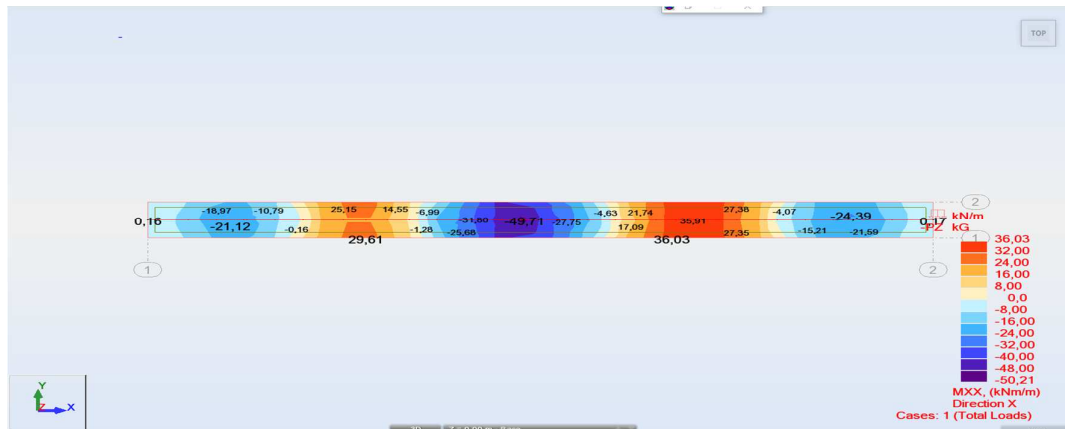 TOP
2
-18,97 -10,79 25,15 14,55 -6,99 -31,80 -49,71 -27,75 -4,63 21,74 35,91 27,38 -4,07 -24,39
0,16 -21,12 -0,16 -1,28 -25,68 17,09 27,35 -15,21 -21,59 0,17
29,61 36,03
kN/m
kG
1
1 2
36,03
32,00
24,00
16,00
8,00
0,0
-8,00
-16,00
-24,00
-32,00
-40,00
-48,00
-50,21
MXX, (kNm/m)
Direction X
Cases: 1 (Total Loads)
Y
Z X